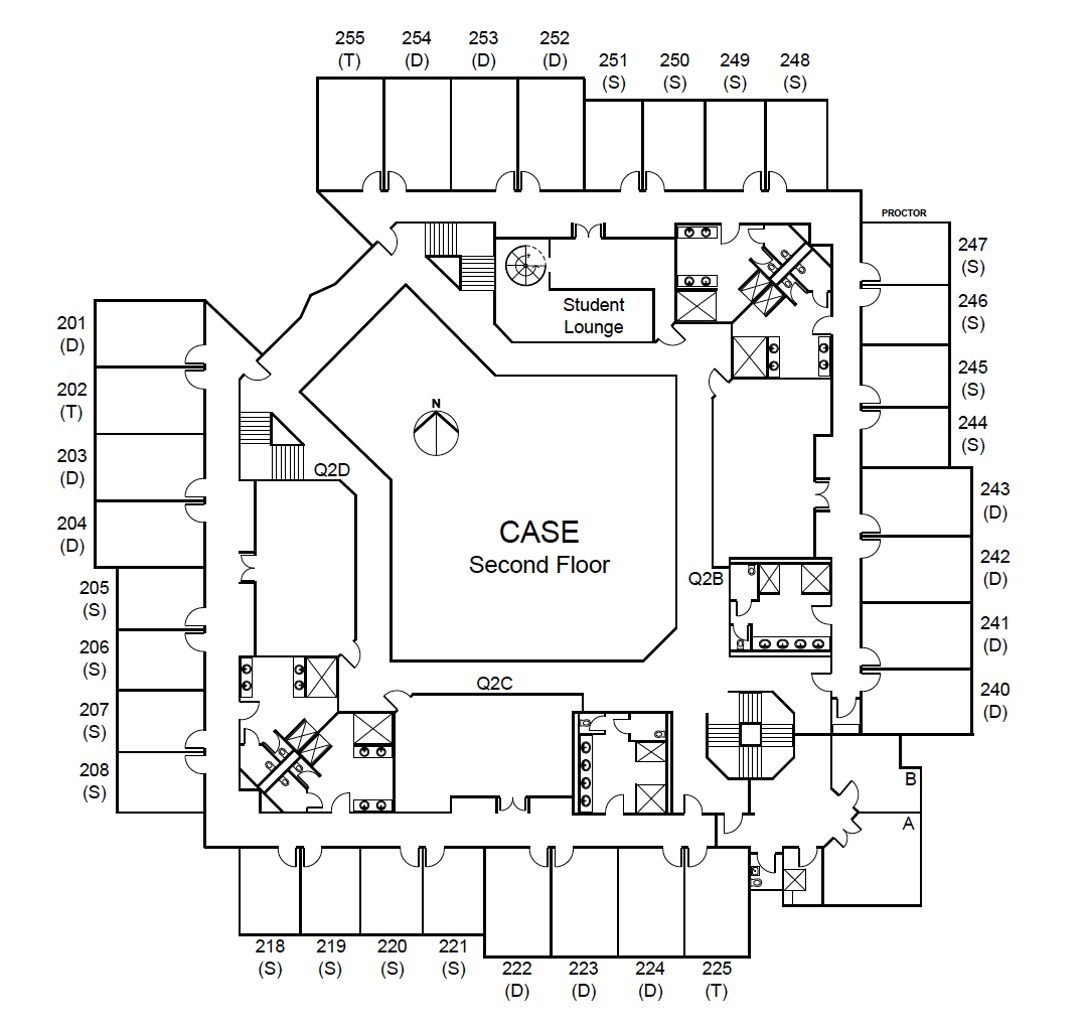 255 254 253 252
(T) (D) (D) (D)
251 250 249 248
(S) (S) (S) (S)
PROCTOR
247
(S)
246
(S)
245
(S)
244
(S)
243
(D)
242
(D)
241
(D)
240
(D)
201
(D)
202
(T)
203
(D)
204
(D)
205
(S)
206
(S)
207
(S)
208
(S)
Student
Lounge
N
Q2D
CASE
Second Floor
Q2B
Q2C
B
A
218 219 220 221
(S) (S) (S) (S)
222 223 224 225
(D) (D) (D) (T)